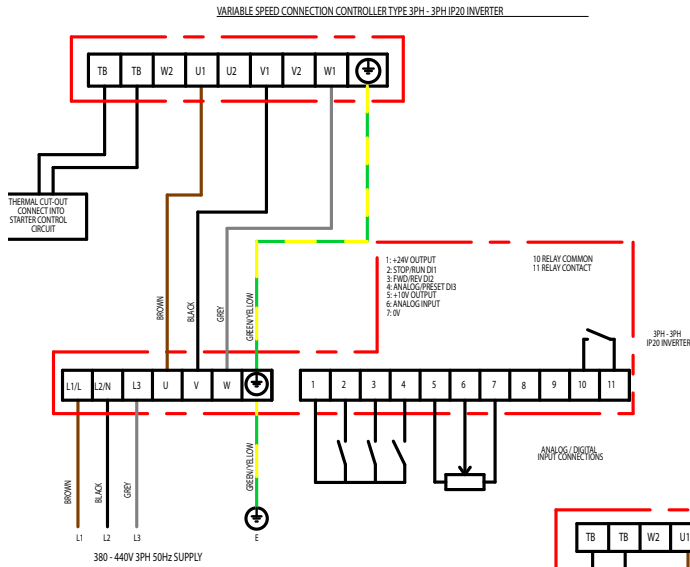 VARIABLE SPEED CONNECTION CONTROLLER TYPE 3PH - 3PH IP20 INVERTER
TB TB W2 U1 U2 V1 V2 W1
THERMAL CUT-OUT
CONNECT INTO
STARTER CONTROL
CIRCUIT
1: +24V OUTPUT
2: STOP/RUN DI1
3: FWD/REV DI2
4: ANALOG/PRESET DI3
5: +10V OUTPUT
6: ANALOG INPUT
7: 0V
10 RELAY COMMON
11 RELAY CONTACT
BROWN
BLACK
GREY
GREEN/YELLOW
3PH - 3PH
IP20 INVERTER
L1/L L2/N L3 U V W
1 2 3 4 5 6 7 8 9 10 11
ANALOG / DIGITAL
INPUT CONNECTIONS
BROWN
BLACK
GREY
GREEN/YELLOW
L1 L2 L3
E
380 - 440V 3PH 50Hz SUPPLY
TB TB W2 U1